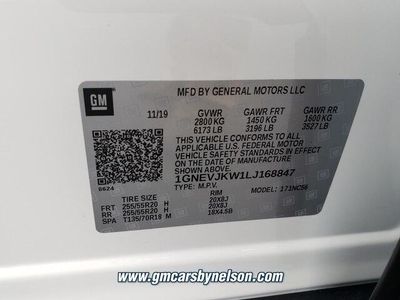 GM
MFD BY GENERAL MOTORS LLC
11/19 GVWR GAWR FRT GAWR RR
2800 KG 1450 KG 1600 KG
6173 LB 3196 LB 3527 LB
THIS VEHICLE CONFORMS TO ALL
APPLICABLE U.S. FEDERAL MOTOR
VEHICLE SAFETY STANDARDS IN EFFECT
ON THE DATE OF MANUFACTURE SHOWN ABOVE.
1GNEVJKW1LJ168847
6624
TYPE: M.P.V. MODEL: 1NC56
TIRE SIZE RIM
FRT 255/55R20 H 20X8J
RR 255/55R20 H 20X8J
SPA T135/70R18 M 18X4.5B
www.gmcarsbynelson.com